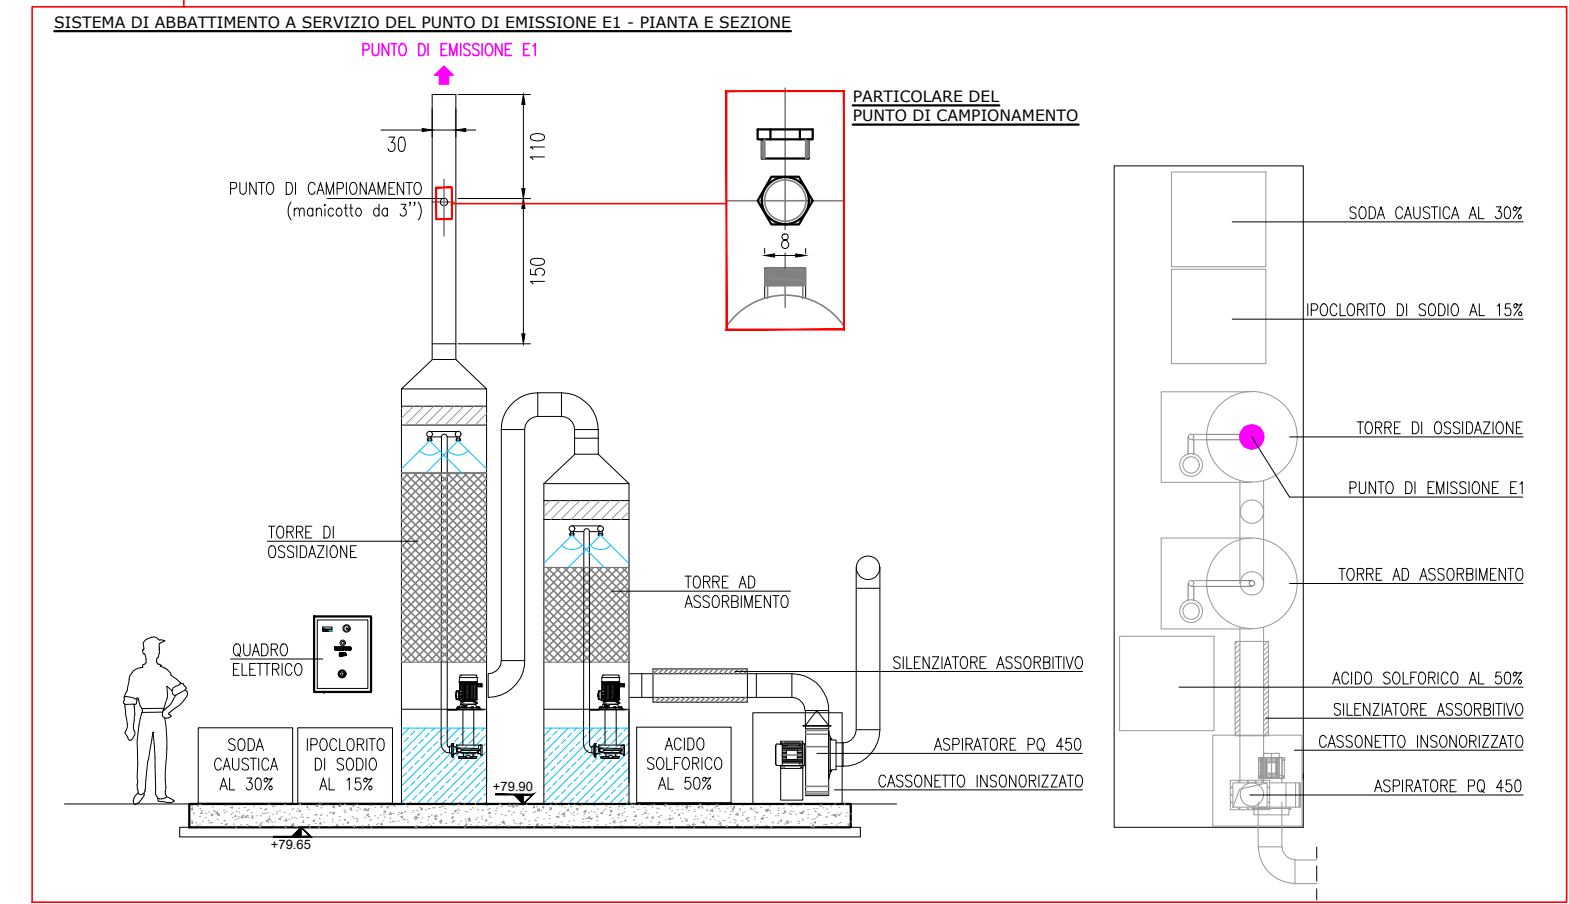 SISTEMA DI ABBATTIMENTO A SERVIZIO DEL PUNTO DI EMISSIONE E1 - PIANTA E SEZIONE
PUNTO DI EMISSIONE E1
PARTICOLARE DEL
PUNTO DI CAMPIONAMENTO
30
110
PUNTO DI CAMPIONAMENTO
(manicotto da 3'')
8
150
TORRE DI
OSSIDAZIONE
TORRE AD
ASSORBIMENTO
QUADRO
ELETTRICO
SILENZIATORE ASSORBITIVO
SODA
CAUSTICA
AL 30%
IPOCLORITO
DI SODIO
AL 15%
ACIDO
SOLFORICO
AL 50%
ASPIRATORE PQ 450
CASSONETTO INSONORIZZATO
+79.90
+79.65
SODA CAUSTICA AL 30%
IPOCLORITO DI SODIO AL 15%
TORRE DI OSSIDAZIONE
PUNTO DI EMISSIONE E1
TORRE AD ASSORBIMENTO
ACIDO SOLFORICO AL 50%
SILENZIATORE ASSORBITIVO
CASSONETTO INSONORIZZATO
ASPIRATORE PQ 450